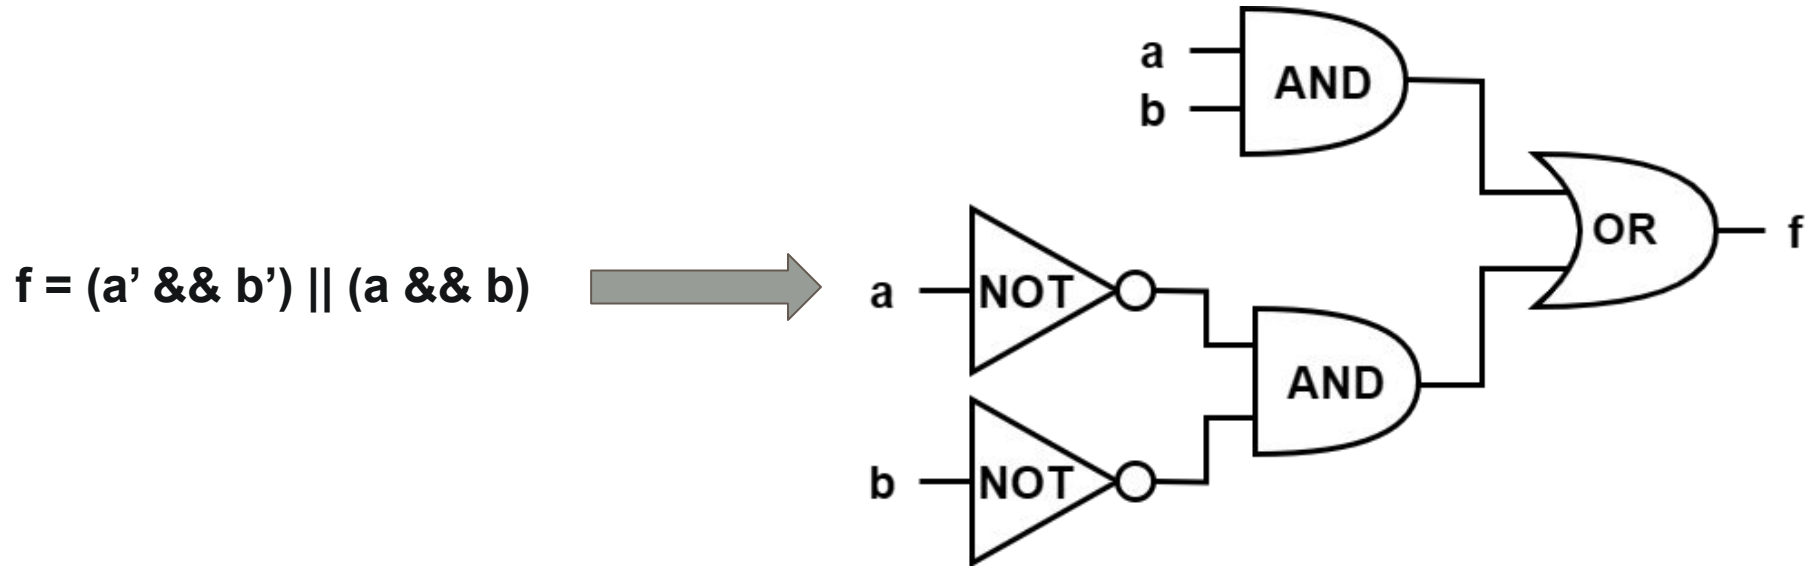 f = (a’ && b’) || (a && b)
a
b
AND
a
NOT
b
NOT
AND
OR
f